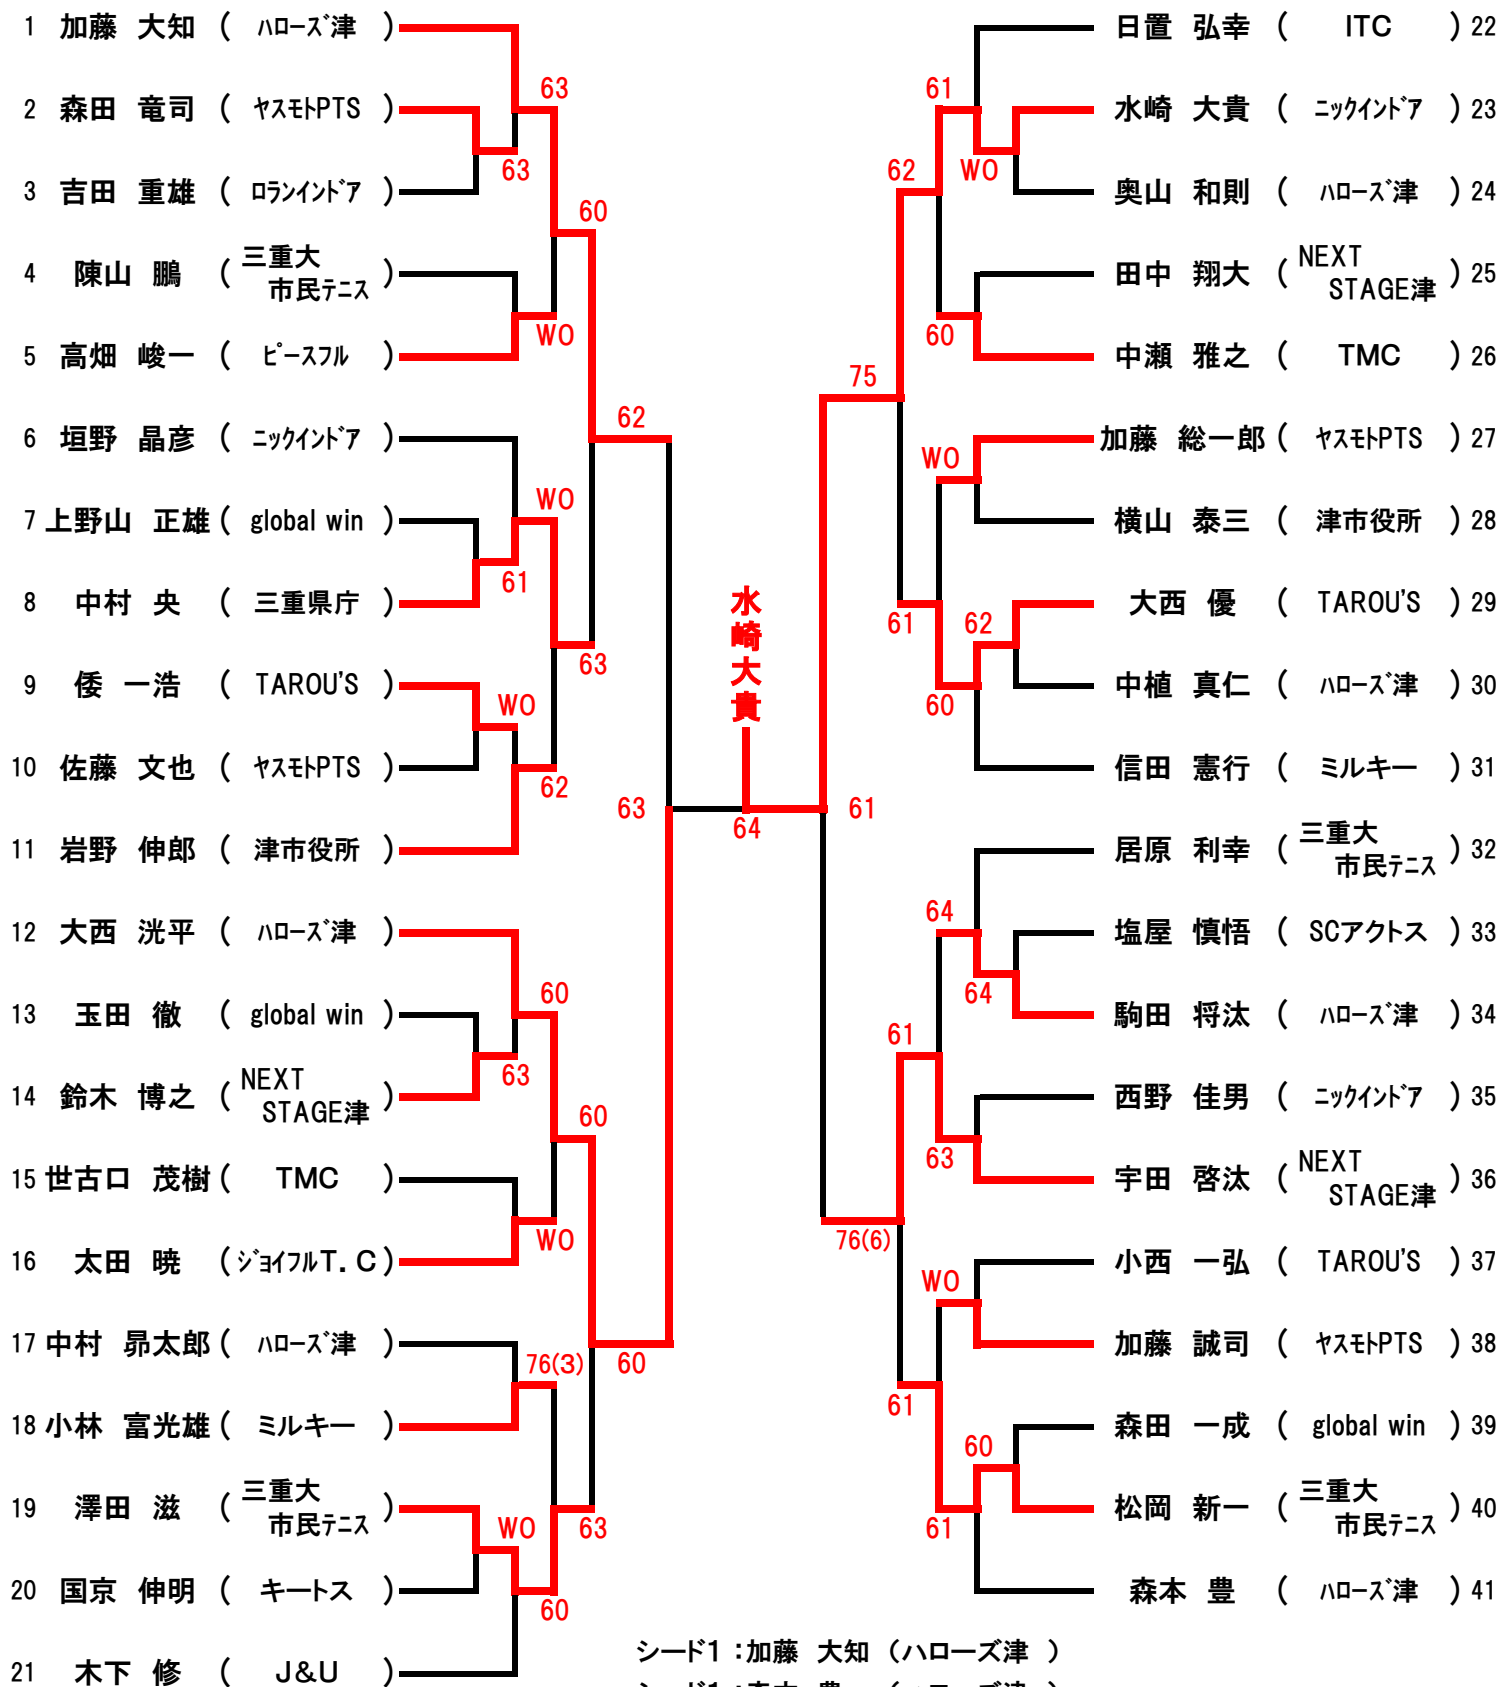 1 加藤 大知 ( ﾊﾛｰｽﾞ津 )
63
2 森田 竜司 ( ﾔｽﾓﾄPTS )
63
3 吉田 重雄 ( ﾛﾗﾝｲﾝﾄﾞｱ )
60
4 陳山 鵬 ( 三重大
市民ﾃﾆｽ )
WO
5 高畑 峻一 ( ﾋﾟｰｽﾌﾙ )
62
6 垣野 晶彦 ( ﾆｯｸｲﾝﾄﾞｱ )
WO
7 上野山 正雄 ( global win )
61
8 中村 央 ( 三重県庁 )
63
9 倭 一浩 ( TAROU'S )
WO
10 佐藤 文也 ( ﾔｽﾓﾄPTS )
62
63
11 岩野 伸郎 ( 津市役所 )
12 大西 洸平 ( ﾊﾛｰｽﾞ津 )
60
13 玉田 徹 ( global win )
63
14 鈴木 博之 ( NEXT
STAGE津 )
60
15 世古口 茂樹 ( TMC )
WO
16 太田 暁 ( ｼﾞｮｲﾌﾙT.C )
17 中村 昴太郎 ( ﾊﾛｰｽﾞ津 )
76(3)
60
18 小林 富光雄 ( ミルキー )
19 澤田 滋 ( 三重大
市民ﾃﾆｽ )
WO
63
20 国京 伸明 ( キートス )
60
21 木下 修 ( J&U )
水崎大貴
64
日置 弘幸 ( ITC ) 22
61
水崎 大貴 ( ﾆｯｸｲﾝﾄﾞｱ ) 23
WO
62
奥山 和則 ( ﾊﾛｰｽﾞ津 ) 24
田中 翔大 ( NEXT
STAGE津 ) 25
60
中瀬 雅之 ( TMC ) 26
75
加藤 総一郎 ( ﾔｽﾓﾄPTS ) 27
WO
横山 泰三 ( 津市役所 ) 28
大西 優 ( TAROU'S ) 29
61
62
中植 真仁 ( ﾊﾛｰｽﾞ津 ) 30
60
信田 憲行 ( ミルキー ) 31
61
居原 利幸 ( 三重大
市民ﾃﾆｽ ) 32
64
塩屋 慎悟 ( SCアクトス ) 33
64
駒田 将汰 ( ﾊﾛｰｽﾞ津 ) 34
61
西野 佳男 ( ﾆｯｸｲﾝﾄﾞｱ ) 35
63
宇田 啓汰 ( NEXT
STAGE津 ) 36
76(6)
小西 一弘 ( TAROU'S ) 37
WO
加藤 誠司 ( ﾔｽﾓﾄPTS ) 38
61
森田 一成 ( global win ) 39
60
松岡 新一 ( 三重大
市民ﾃﾆｽ ) 40
61
森本 豊 ( ﾊﾛｰｽﾞ津 ) 41
シード1 :加藤 大知 (ハローズ津 )